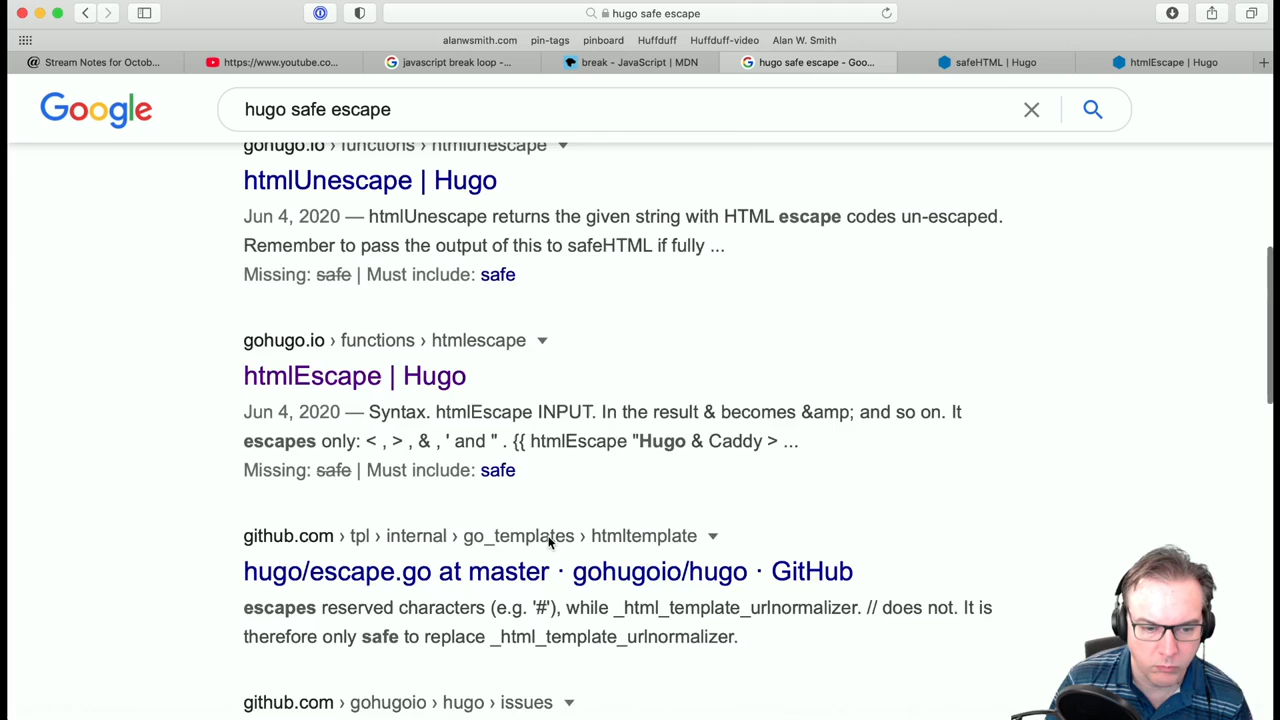 hugo safe escape
alanwsmith.com pin-tags pinboard Huffduff Huffduff-video Alan W. Smith
Stream Notes for Octob... https://www.youtube.co... javascript break loop -... break - JavaScript | MDN hugo safe escape - Goo... safeHTML | Hugo htmlEscape | Hugo
Google hugo safe escape
gohugo.io › functions › htmlunescape
htmlUnescape | Hugo
Jun 4, 2020 — htmlUnescape returns the given string with HTML escape codes un-escaped.
Remember to pass the output of this to safeHTML if fully ...
Missing: safe | Must include: safe
gohugo.io › functions › htmlescape
htmlEscape | Hugo
Jun 4, 2020 — Syntax. htmlEscape INPUT. In the result & becomes &amp; and so on. It
escapes only: < , > , & , ' and " . {{ htmlEscape "Hugo & Caddy > ...
Missing: safe | Must include: safe
github.com › tpl › internal › go_templates › htmltemplate
hugo/escape.go at master · gohugoio/hugo · GitHub
escapes reserved characters (e.g. '#'), while _html_template_urlnormalizer. // does not. It is
therefore only safe to replace _html_template_urlnormalizer.
github.com › gohugoio › hugo › issues